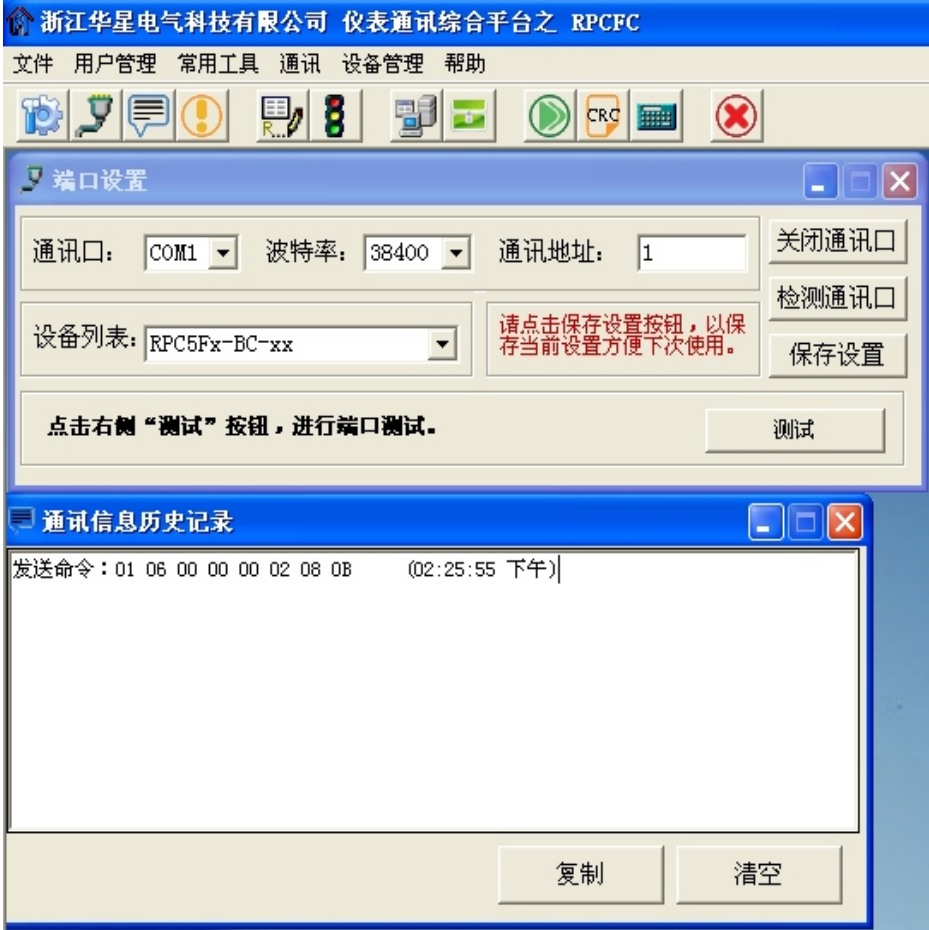 浙江华星电气科技有限公司 仪表通讯综合平台之 RPCFC
文件 用户管理 常用工具 通讯 设备管理 帮助
R... CRC
端口设置
通讯口: COM1 波特率: 38400 通讯地址: 1 关闭通讯口
检测通讯口
设备列表: RPC5Fx-BC-xx 请点击保存设置按钮，以保
存当前设置方便下次使用。
保存设置
点击右侧“测试”按钮，进行端口测试。 测试
通讯信息历史记录
发送命令：01 06 00 00 00 02 08 0B (02:25:55 下午)
复制 清空